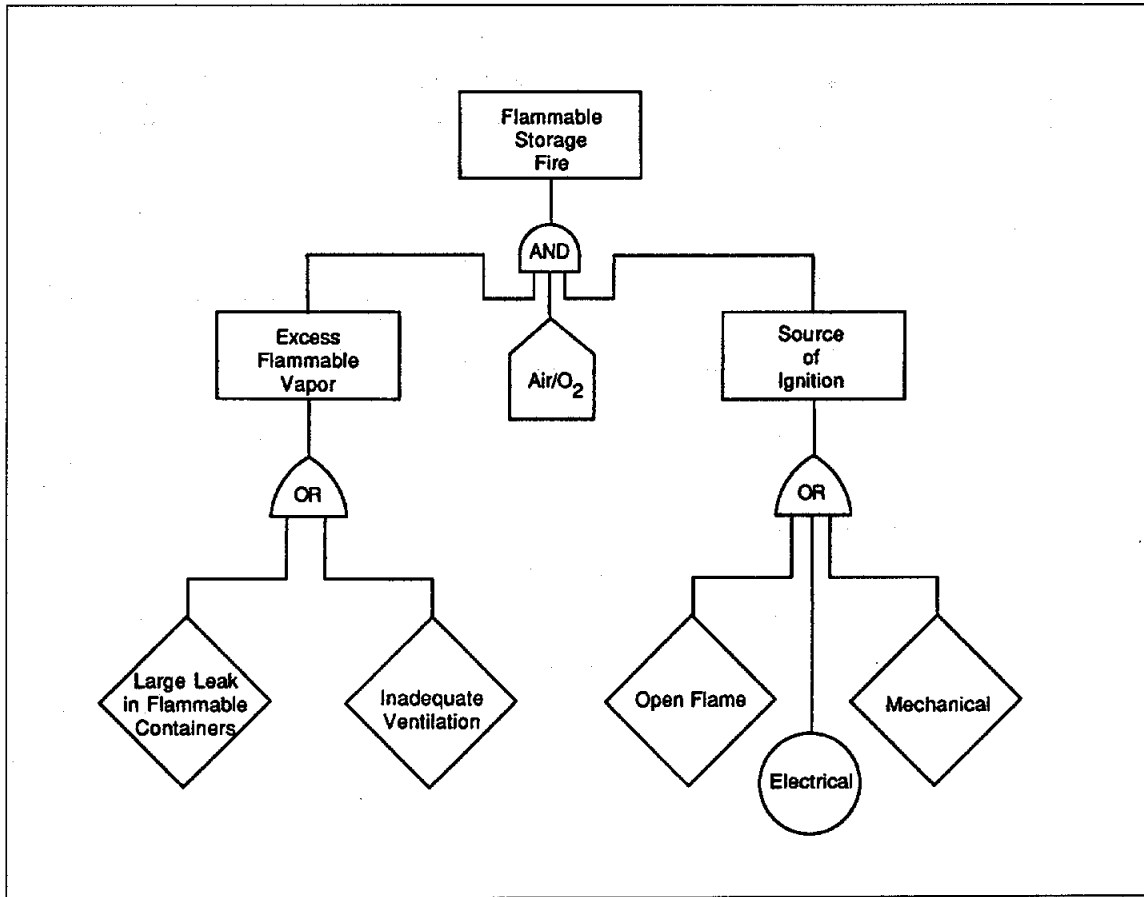 Flammable
Storage
Fire
AND
Excess
Flammable
Vapor
Air/O2
Source
of
Ignition
OR
OR
Large Leak
in Flammable
Containers
Inadequate
Ventilation
Open Flame
Mechanical
Electrical